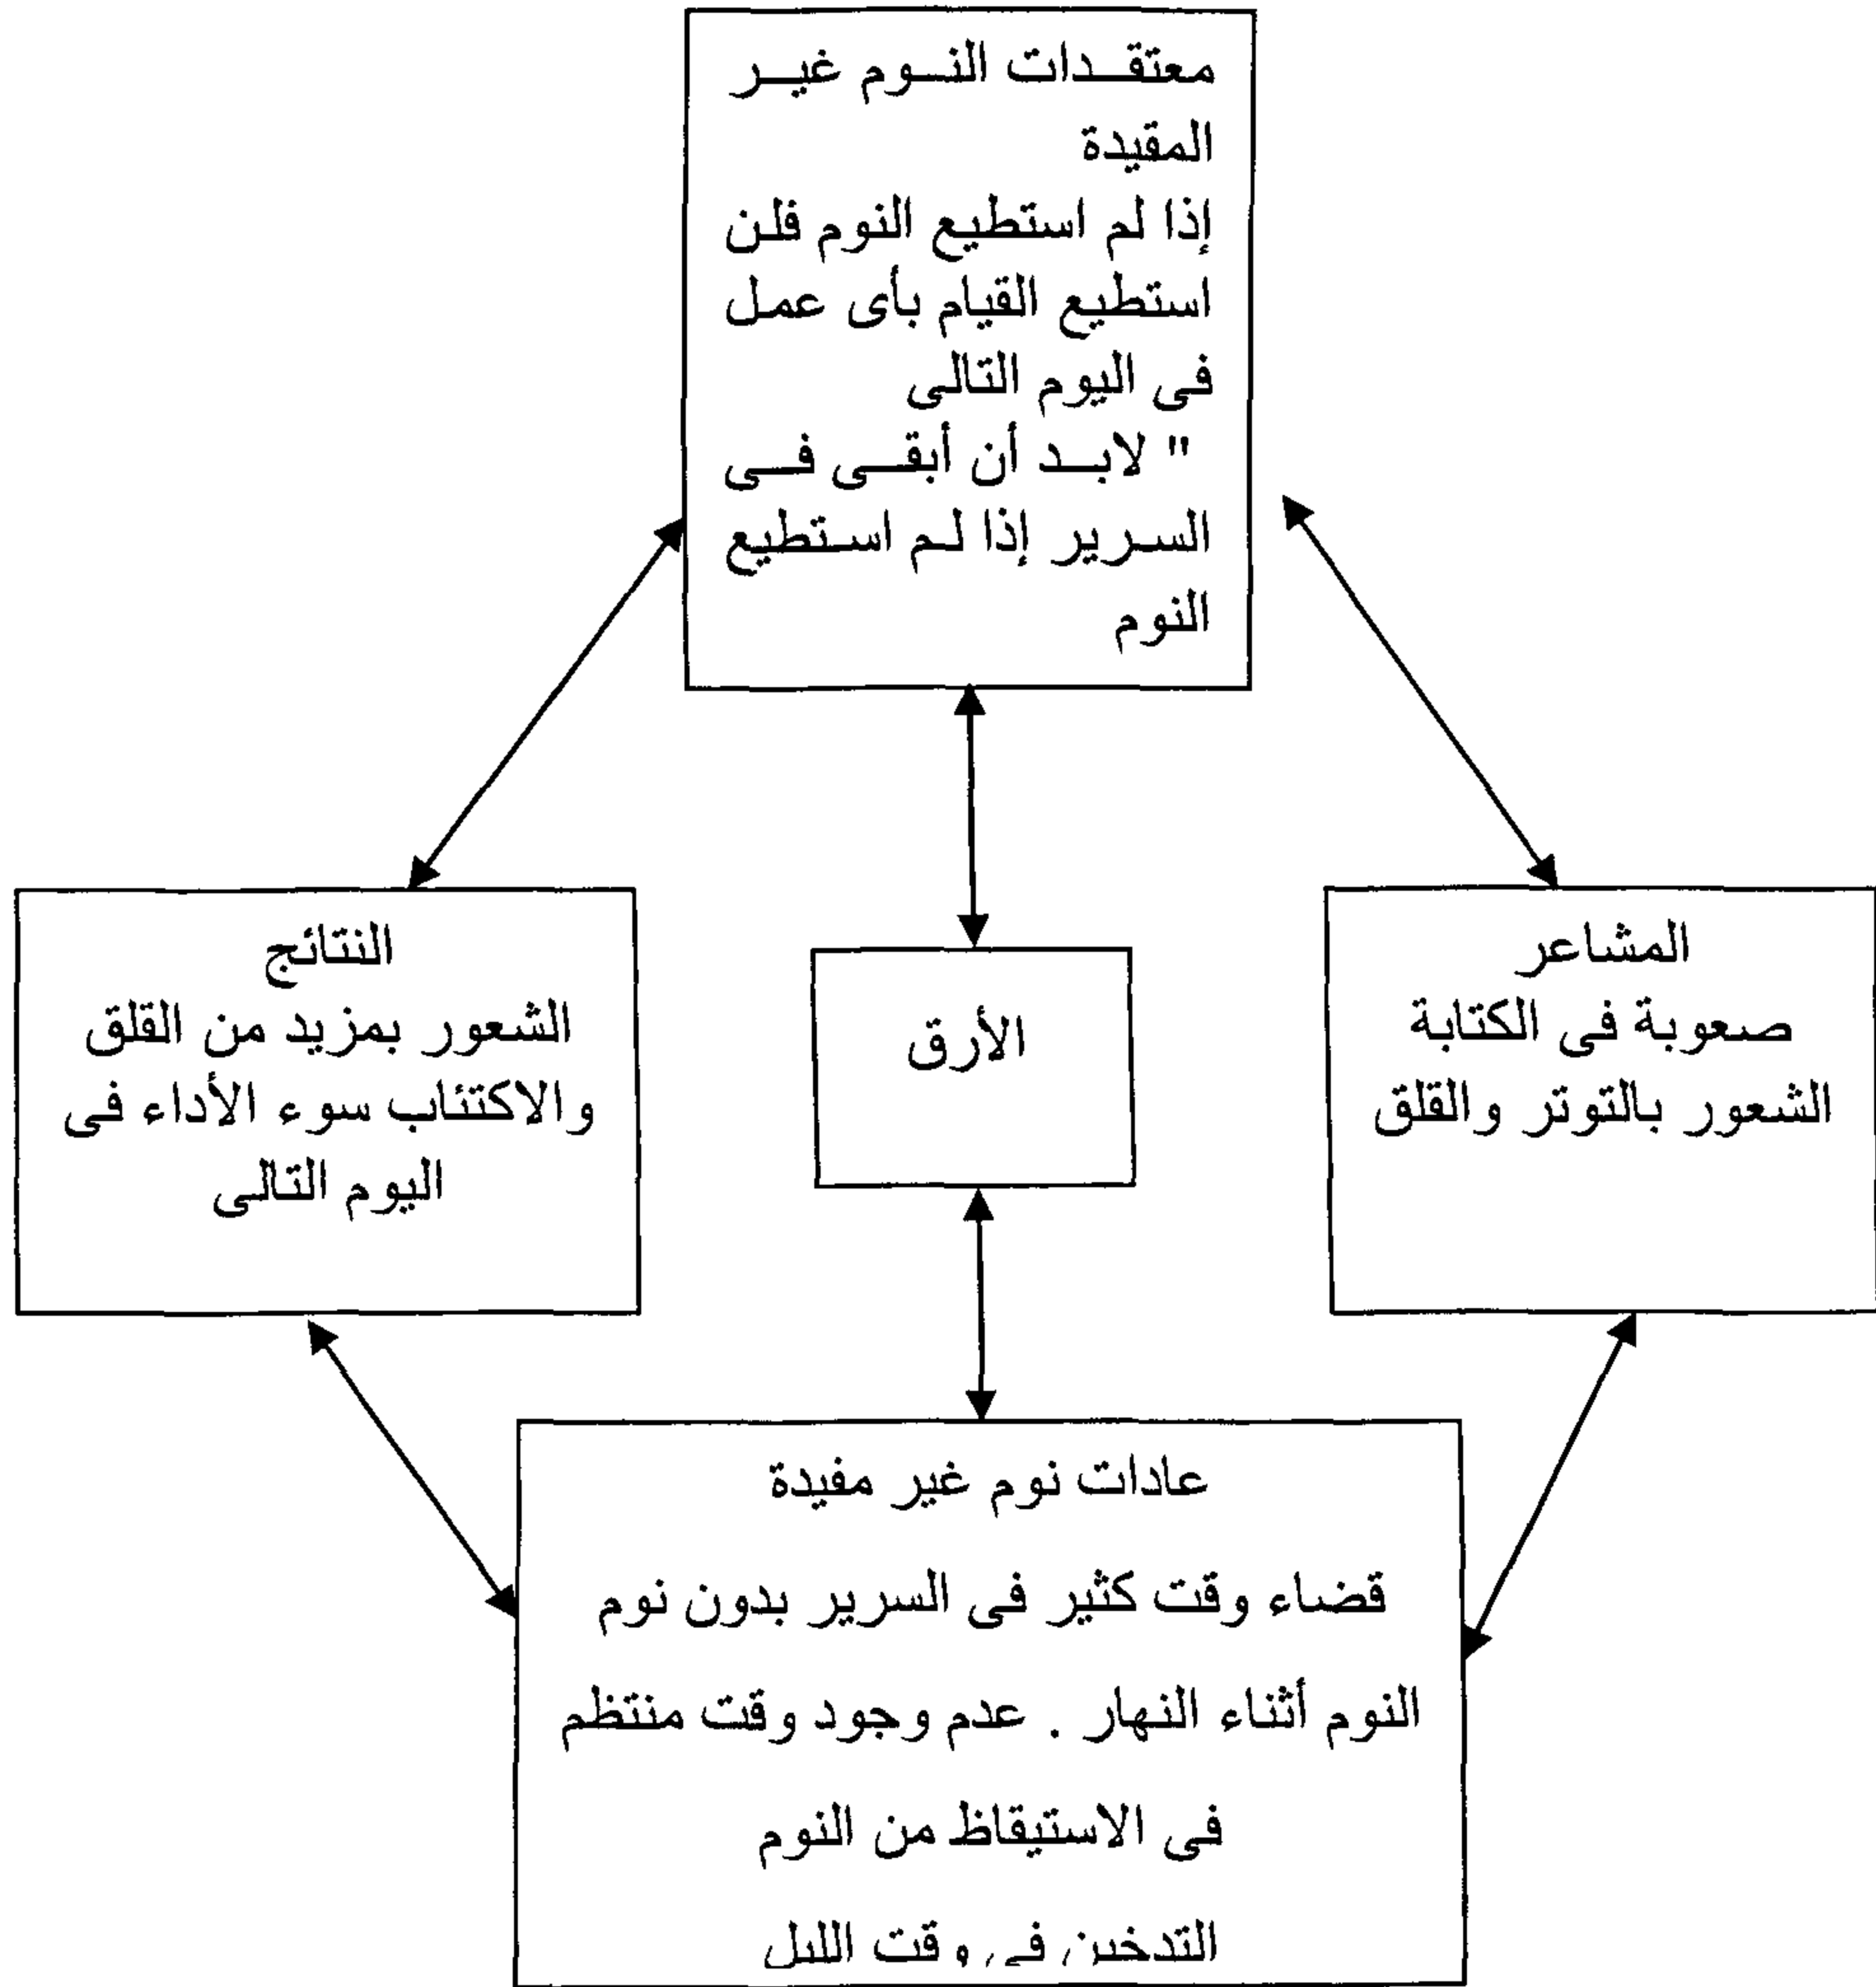 معتقدات النوم غير
المقيدة
إذا لم استطيع النوم فلن
استطيع القيام بأى عمل
فى اليوم التالى
" لابد أن أبقى فى
السرير إذا لم استطيع
النوم
المشاعر
صعوبة فى الكتابة
الشعور بالتوتر والقلق
الأرق
النتائج
الشعور بمزيد من القلق
والاكتئاب سوء الأداء فى
اليوم التالى
عادات نوم غير مفيدة
قضاء وقت كثير فى السرير بدون نوم
النوم أثناء النهار . عدم وجود وقت منتظم
فى الاستيقاظ من النوم
التدخين فى وقت الليل